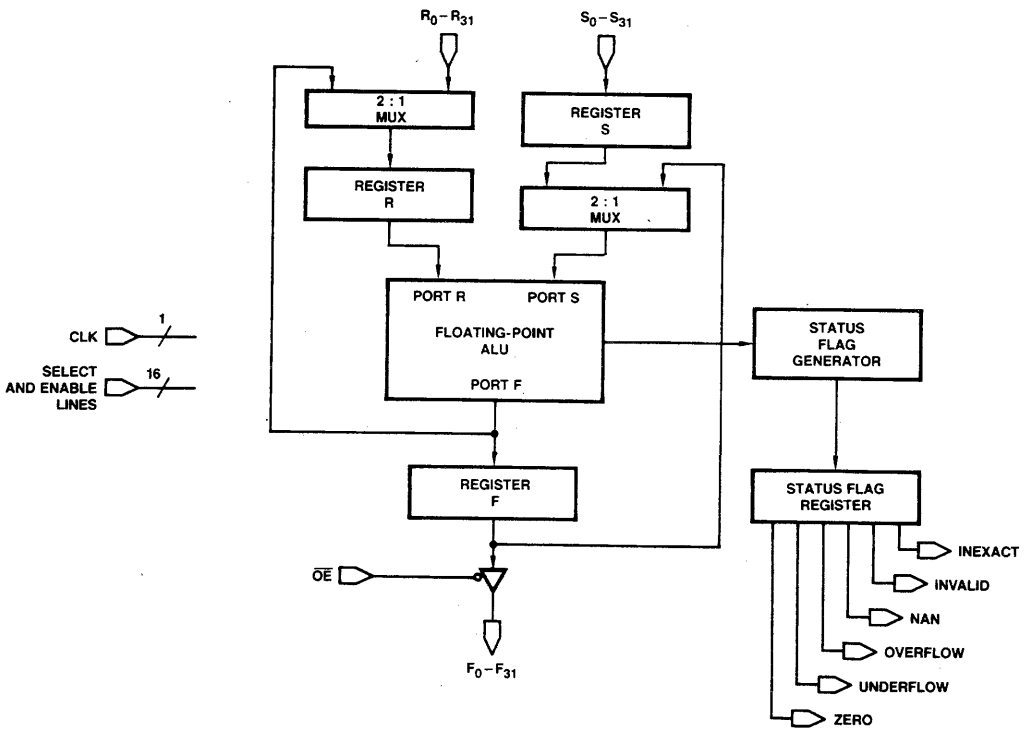 R0–R31
S0–S31
2 : 1
MUX
REGISTER
S
REGISTER
R
2 : 1
MUX
PORT R
PORT S
FLOATING-POINT
ALU
PORT F
STATUS
FLAG
GENERATOR
CLK
1
SELECT
AND ENABLE
LINES
16
REGISTER
F
STATUS FLAG
REGISTER
INEXACT
INVALID
NAN
OVERFLOW
UNDERFLOW
ZERO
O̅E̅
F0–F31